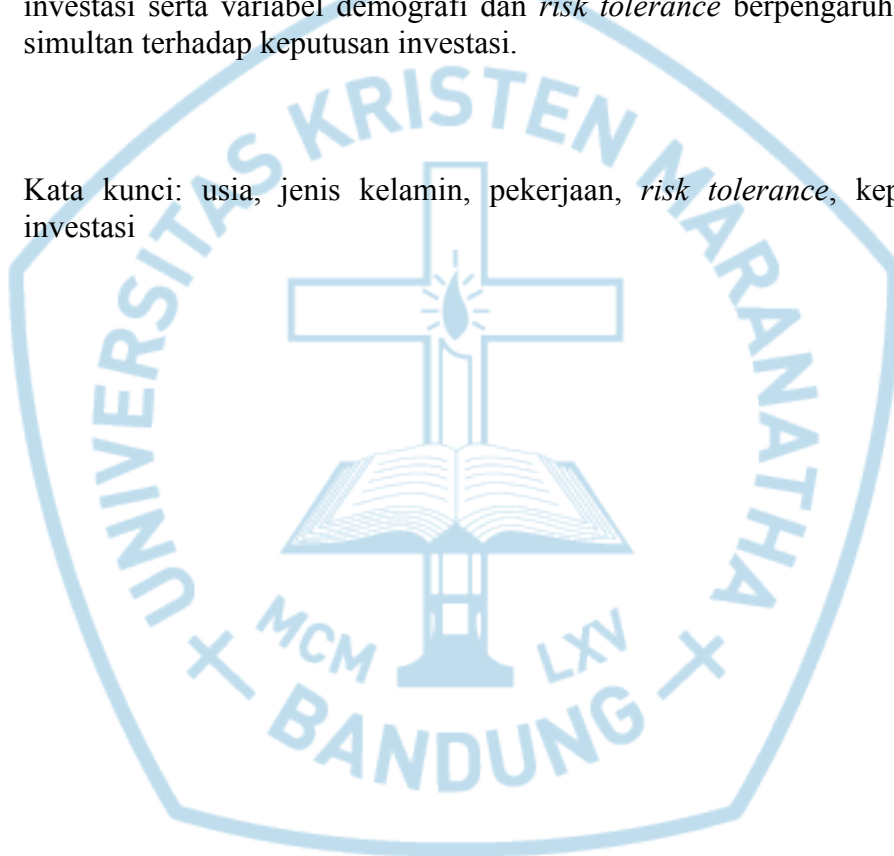 investasi serta variabel demografi dan risk tolerance berpengaruh
simultan terhadap keputusan investasi.
Kata kunci: usia, jenis kelamin, pekerjaan, risk tolerance, kep
investasi
UNIVERSITAS KRISTEN MARANATHA
MCM LXV
BANDUNG